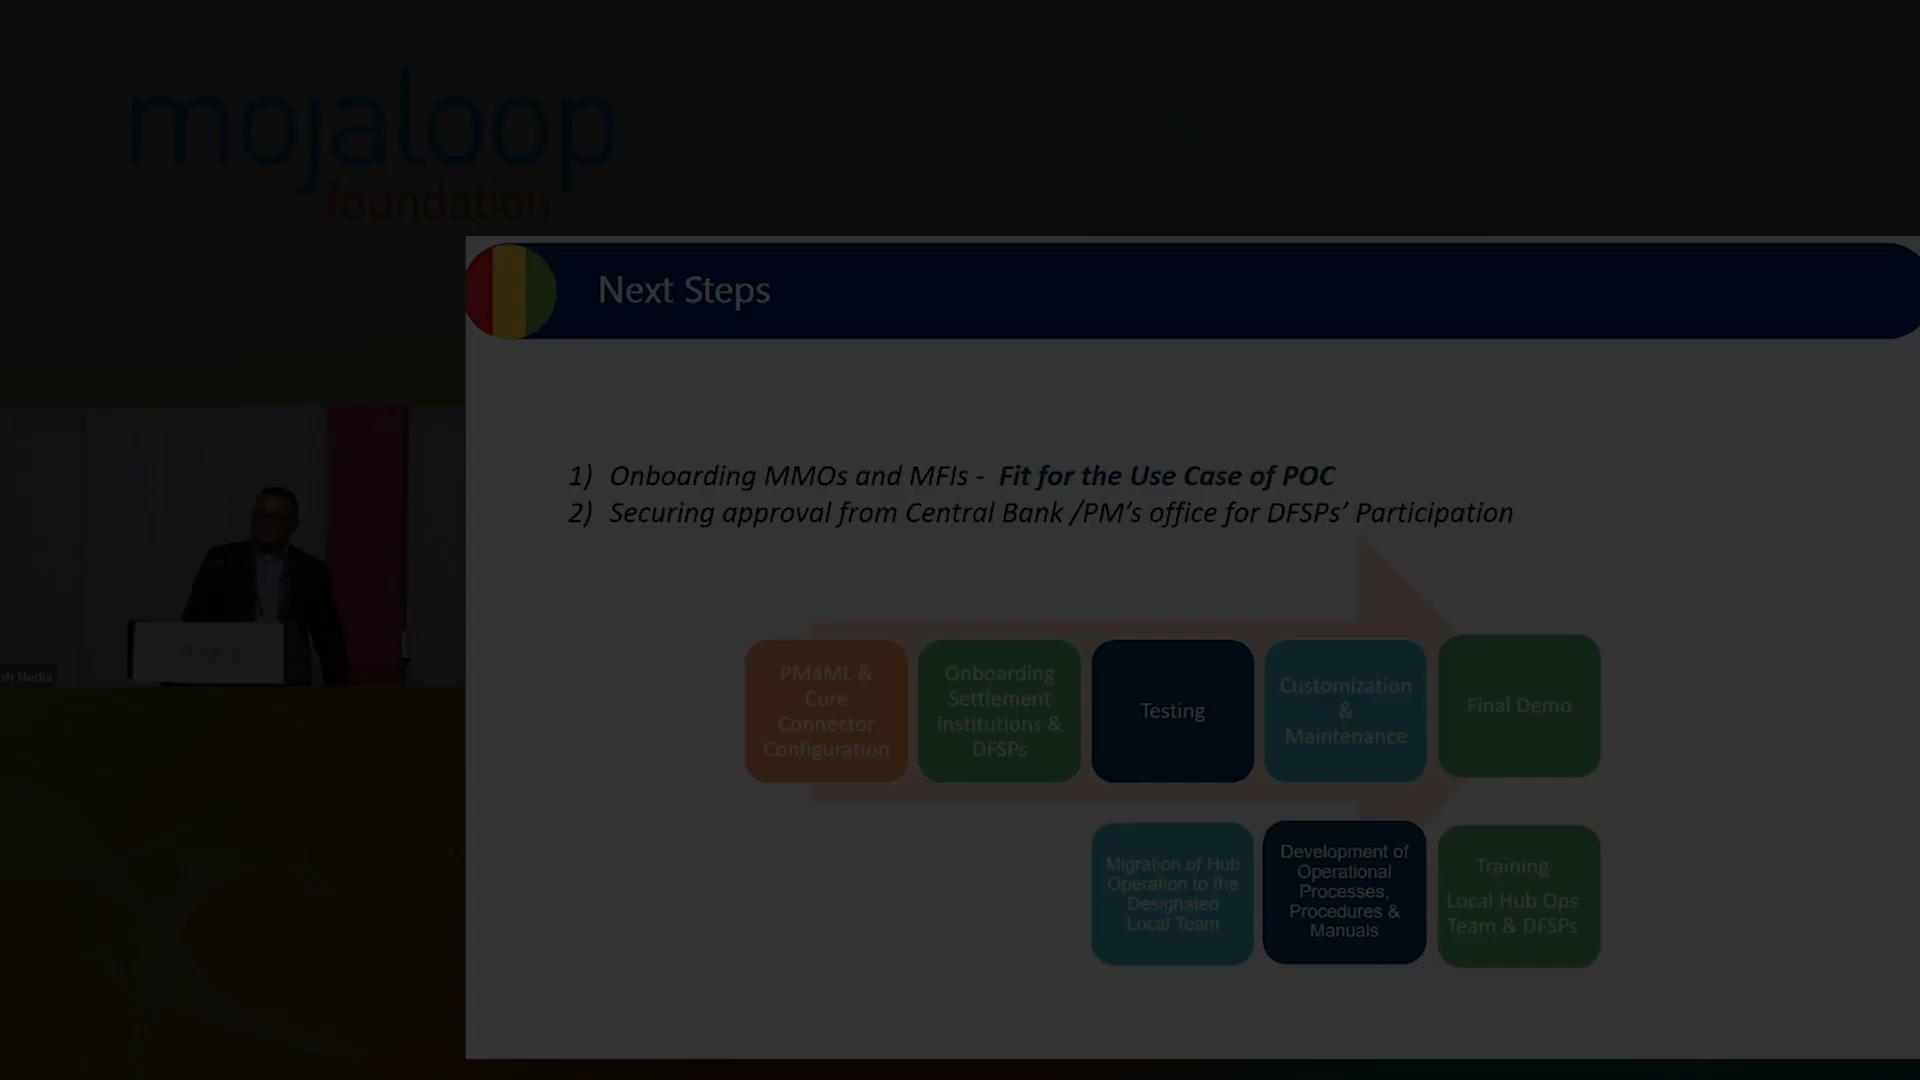 mojaloop
foundation
Next Steps
1) Onboarding MMOs and MFIs - Fit for the Use Case of POC
2) Securing approval from Central Bank /PM's office for DFSPs' Participation
PM4ML &
Core
Connector
Configuration
Onboarding
Settlement
Institutions &
DFSPs
Testing
Customization
&
Maintenance
Final Demo
Migration of Hub
Operation to the
Designated
Local Team
Development of
Operational
Processes,
Procedures &
Manuals
Training
Local Hub Ops
Team & DFSPs
sh Media